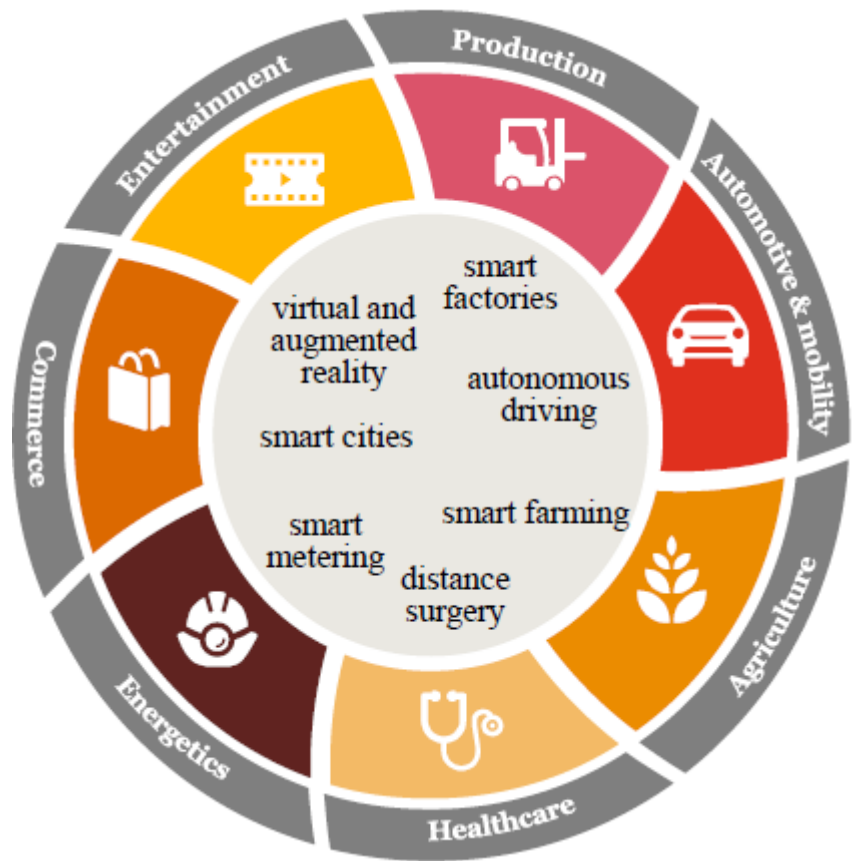 Production
Automotive & mobility
Agriculture
Healthcare
Energetics
Commerce
Entertainment
smart
factories
autonomous
driving
smart farming
distance
surgery
smart
metering
smart cities
virtual and
augmented
reality